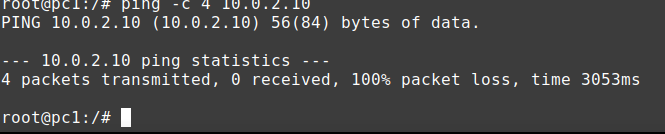 root@pc1:/# ping -c 4 10.0.2.10
PING 10.0.2.10 (10.0.2.10) 56(84) bytes of data.
--- 10.0.2.10 ping statistics ---
4 packets transmitted, 0 received, 100% packet loss, time 3053ms
root@pc1:/#